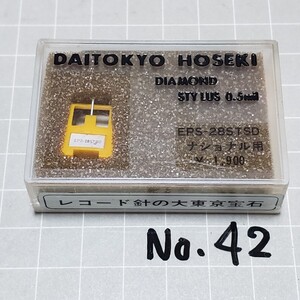 DAITOKYO HOSEKI
DIAMOND
STYLUS 0.5mil
EPS-28STSD
ナショナル用
¥ 1,900
レコード針の大東京宝石
No.42